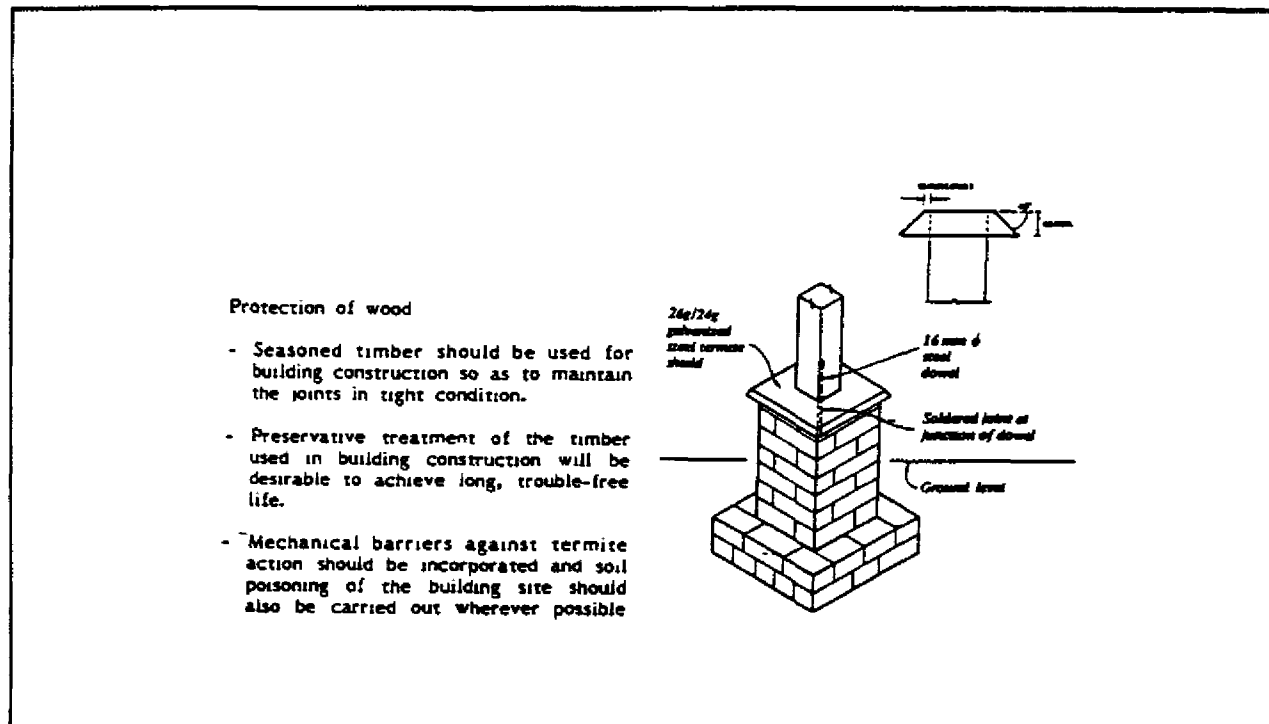 Protection of wood
- Seasoned timber should be used for
building construction so as to maintain
the joints in tight condition.
- Preservative treatment of the timber
used in building construction will be
desirable to achieve long, trouble-free
life.
- Mechanical barriers against termite
action should be incorporated and soil
poisoning of the building site should
also be carried out wherever possible
26g/24g
galvanized
steel termite
should
16 mm ϕ
steel
dowel
Soldered joint at
junction of dowel
Ground level